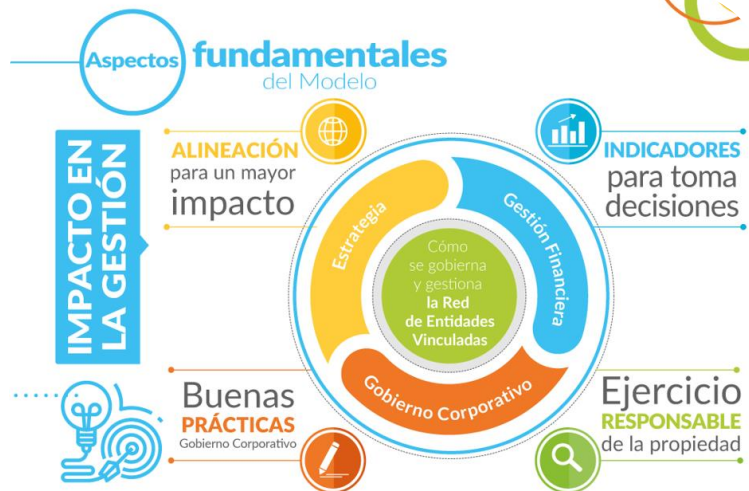 Aspectos fundamentales
del Modelo
IMPACTO EN
LA GESTIÓN
ALINEACIÓN
para un mayor
impacto
INDICADORES
para toma
decisiones
Estrategia
Gestión Financiera
Gobierno Corporativo
Cómo
se gobierna
y gestiona
la Red
de Entidades
Vinculadas
Buenas
PRÁCTICAS
Gobierno Corporativo
Ejercicio
RESPONSABLE
de la propiedad